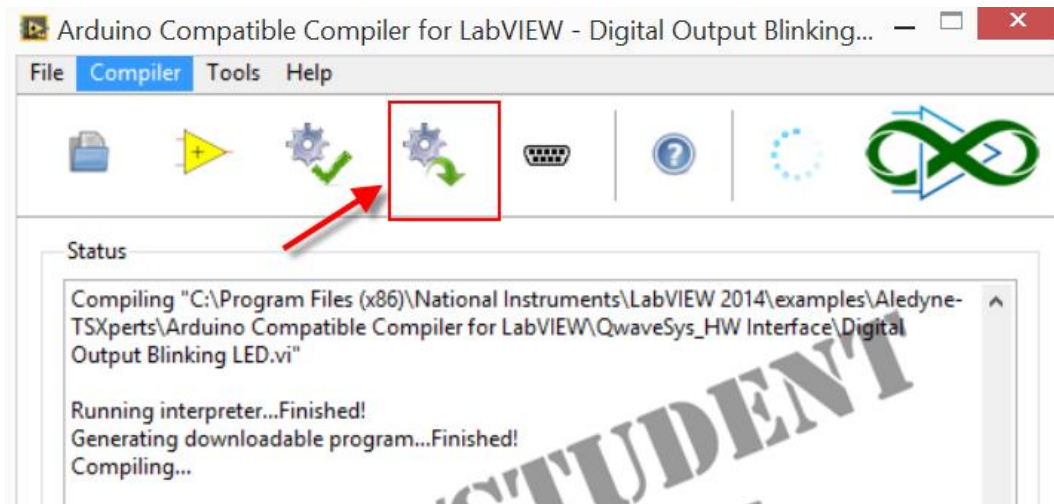 Arduino Compatible Compiler for LabVIEW - Digital Output Blinking...
File Compiler Tools Help
Status
Compiling "C:\Program Files (x86)\National Instruments\LabVIEW 2014\examples\Aledyne-
TSXperts\Arduino Compatible Compiler for LabVIEW\QwaveSys_HW Interface\Digital
Output Blinking LED.vi"
Running interpreter...Finished!
Generating downloadable program...Finished!
Compiling...
STUDENT